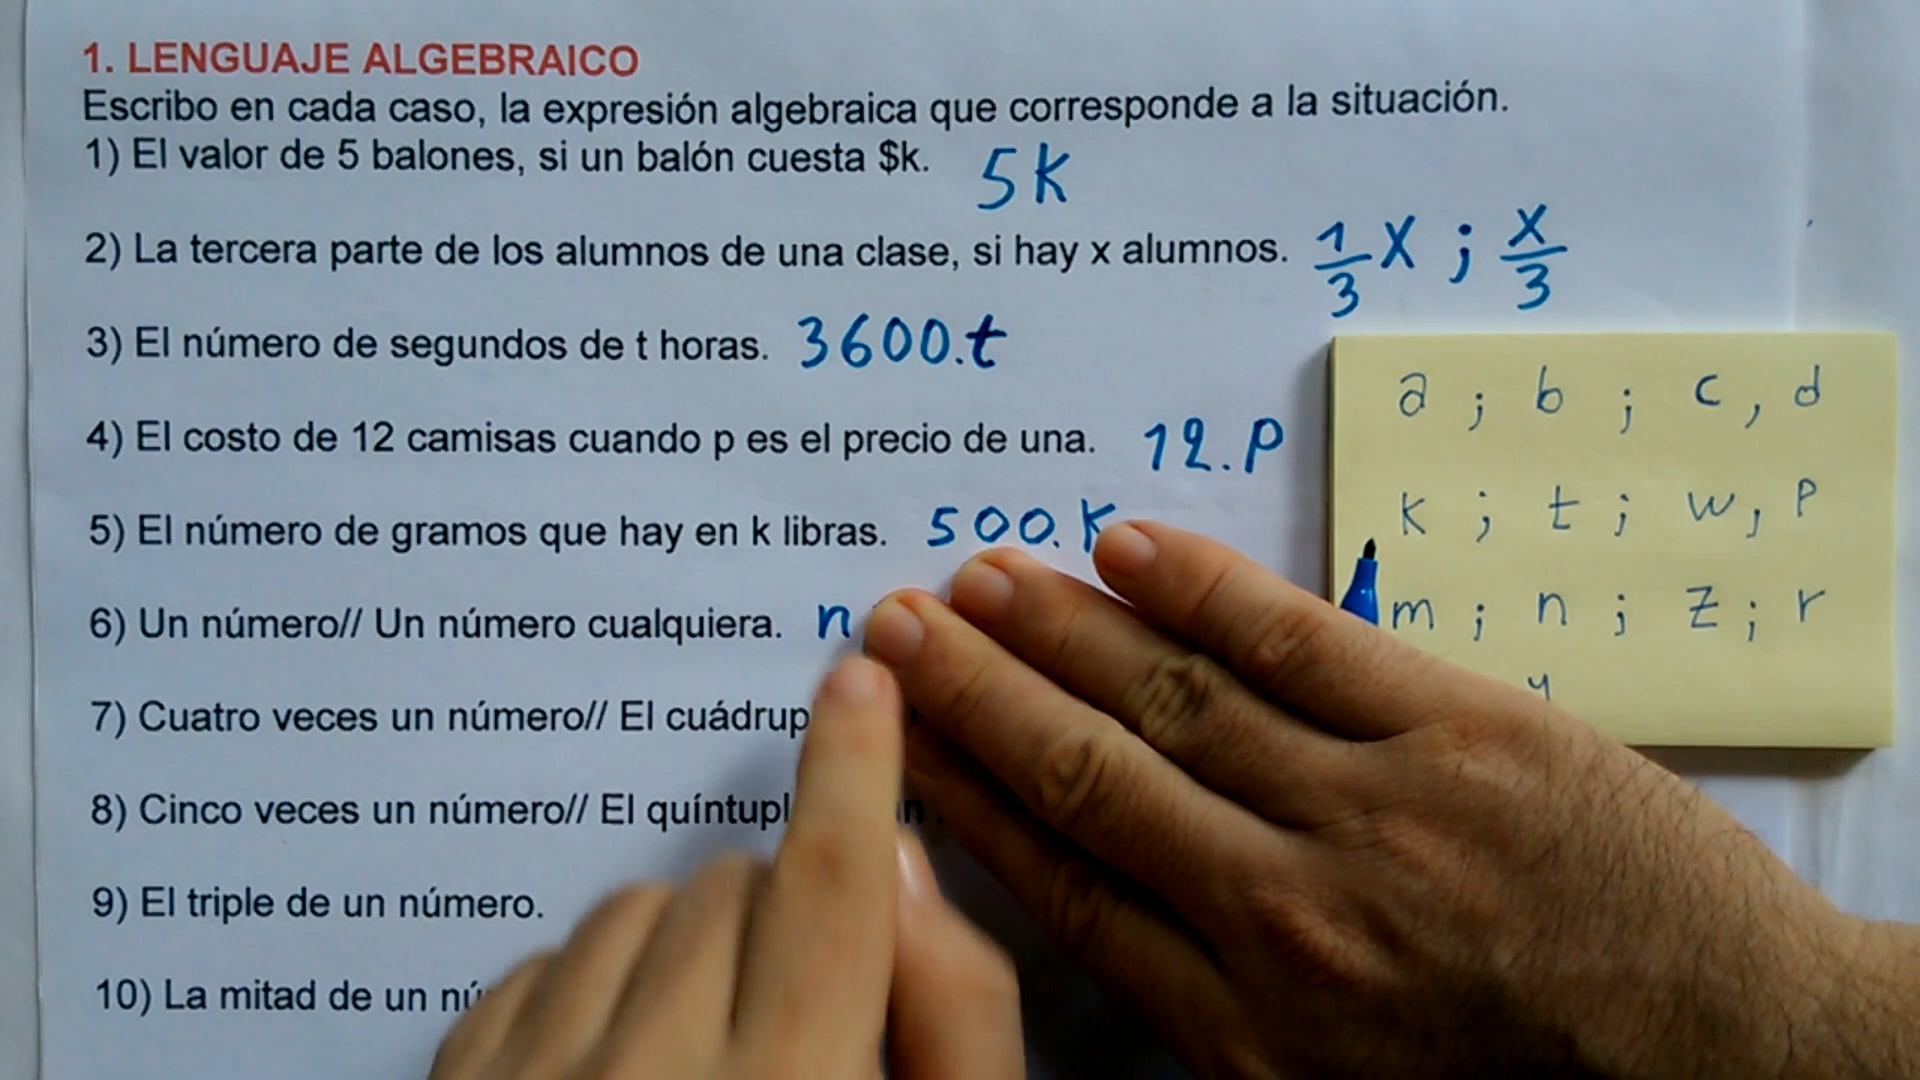 1. LENGUAJE ALGEBRAICO
Escribo en cada caso, la expresión algebraica que corresponde a la situación.
1) El valor de 5 balones, si un balón cuesta $k. 5k
2) La tercera parte de los alumnos de una clase, si hay x alumnos. 1/3 x ; x/3
3) El número de segundos de t horas. 3600.t
4) El costo de 12 camisas cuando p es el precio de una. 12.p
5) El número de gramos que hay en k libras. 500.k
6) Un número// Un número cualquiera. n
7) Cuatro veces un número// El
8) Cinco veces un número// El
9) El triple de un número.
10) La mitad de un
a ; b ; c , d
k ; t ; w , p
m ; n ; z ; r
y